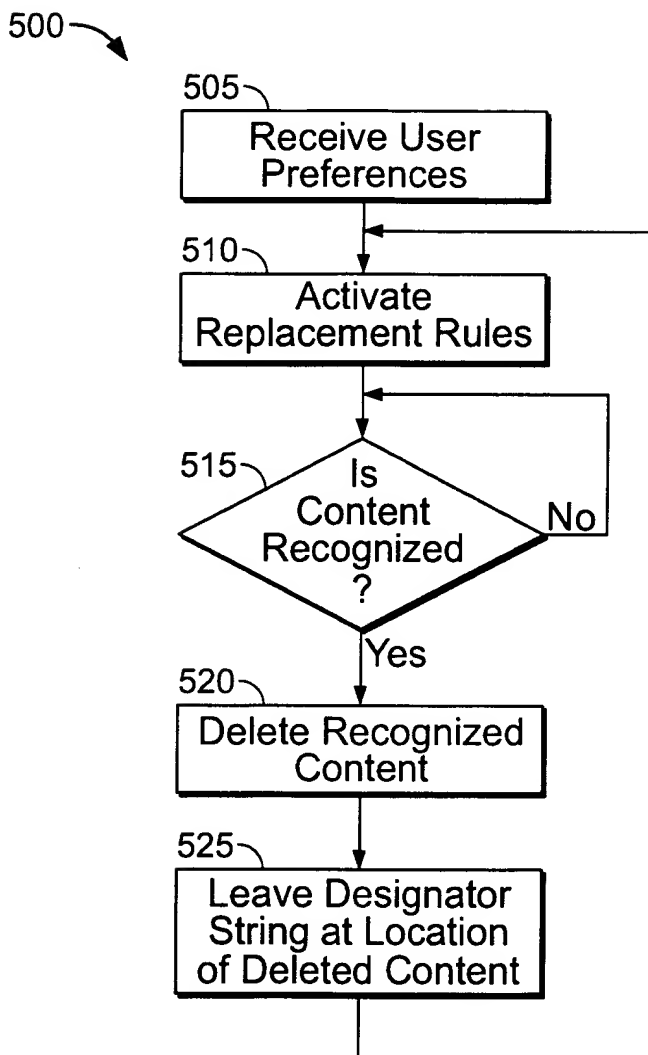 500
505
Receive User
Preferences
510
Activate
Replacement Rules
515
Is
Content
Recognized
?
No
Yes
520
Delete Recognized
Content
525
Leave Designator
String at Location
of Deleted Content